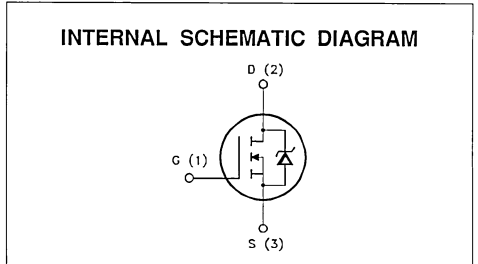 INTERNAL SCHEMATIC DIAGRAM
D (2)
G (1)
S (3)